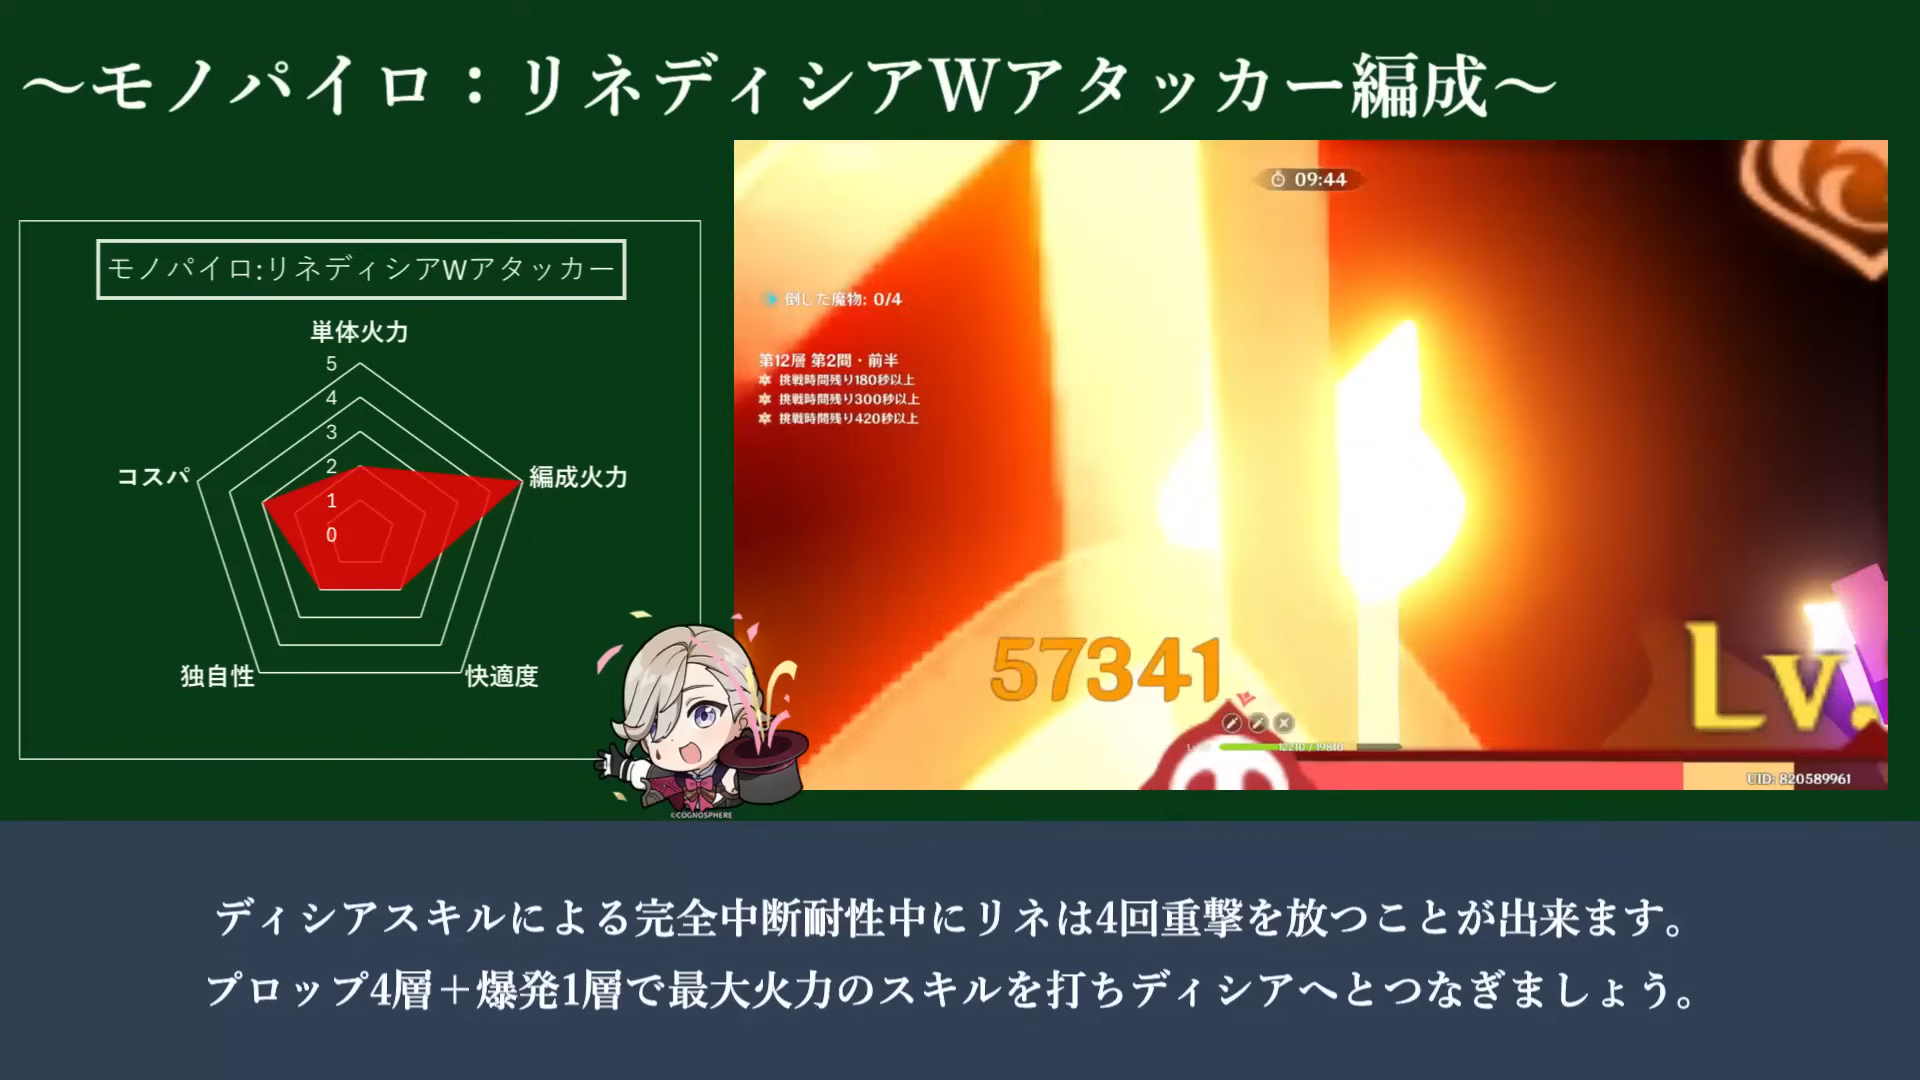 ～モノパイロ：リネディシアWアタッカー編成～
モノパイロ:リネディシアWアタッカー
単体火力
5
4
3
2
1
0
コスパ
編成火力
独自性
快適度
09:44
倒した魔物: 0/4
第12層 第2間・前半
挑戦時間残り180秒以上
挑戦時間残り300秒以上
挑戦時間残り420秒以上
57341
Lv.
12210 / 19810
UID: 820589961
©COGNOSPHERE
ディシアスキルによる完全中断耐性中にリネは4回重撃を放つことが出来ます。
プロップ4層＋爆発1層で最大火力のスキルを打ちディシアへとつなぎましょう。